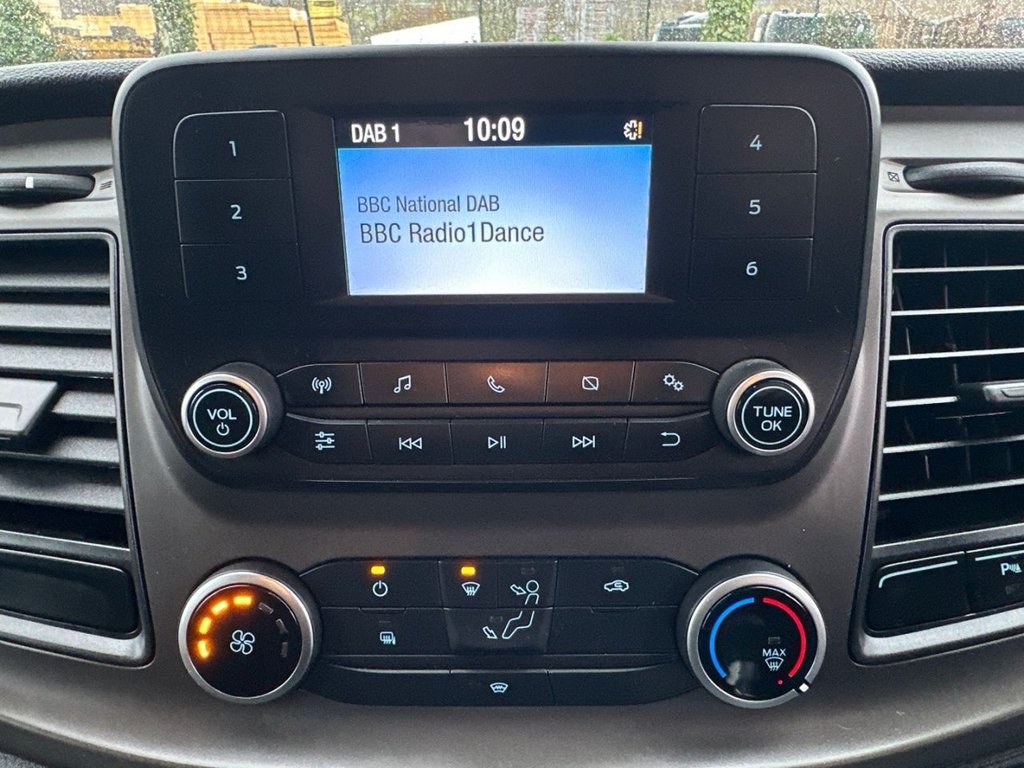 DAB 1 10:09
BBC National DAB
BBC Radio1Dance
1
2
3
4
5
6
VOL
TUNE
OK
MAX
P